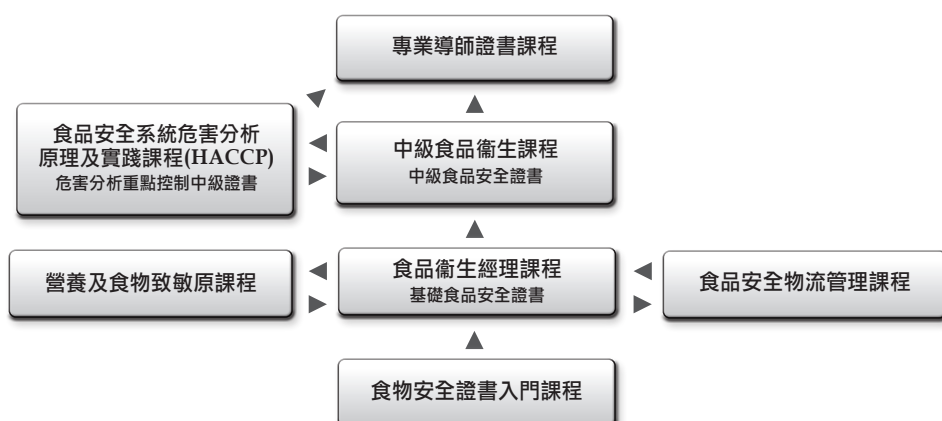 專業導師證書課程
食品安全系統危害分析
原理及實踐課程(HACCP)
危害分析重點控制中級證書
中級食品衞生課程
中級食品安全證書
營養及食物致敏原課程
食品衞生經理課程
基礎食品安全證書
食品安全物流管理課程
食物安全證書入門課程